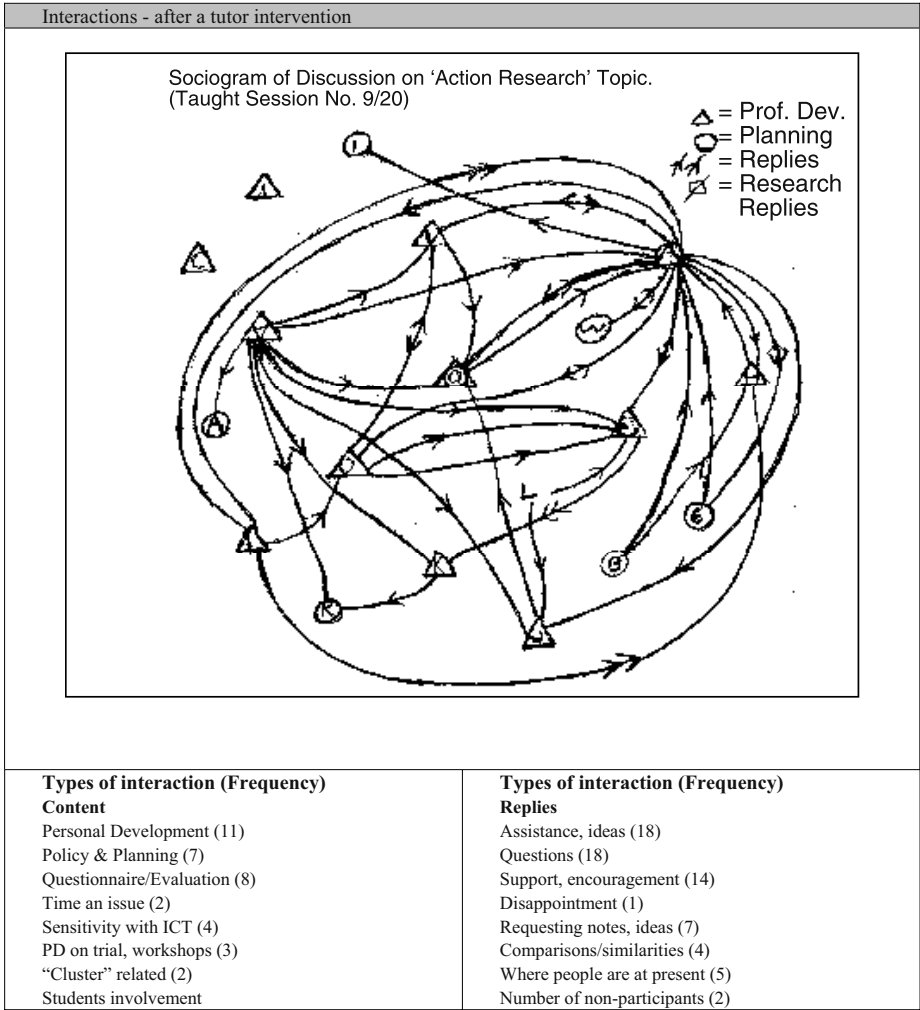 Interactions - after a tutor intervention
Sociogram of Discussion on ‘Action Research’ Topic.
(Taught Session No. 9/20)
= Prof. Dev.
= Planning
= Replies
= Research
Replies
I
A
L
K
Types of interaction (Frequency)
Content
Personal Development (11)
Policy & Planning (7)
Questionnaire/Evaluation (8)
Time an issue (2)
Sensitivity with ICT (4)
PD on trial, workshops (3)
“Cluster” related (2)
Students involvement
Types of interaction (Frequency)
Replies
Assistance, ideas (18)
Questions (18)
Support, encouragement (14)
Disappointment (1)
Requesting notes, ideas (7)
Comparisons/similarities (4)
Where people are at present (5)
Number of non-participants (2)